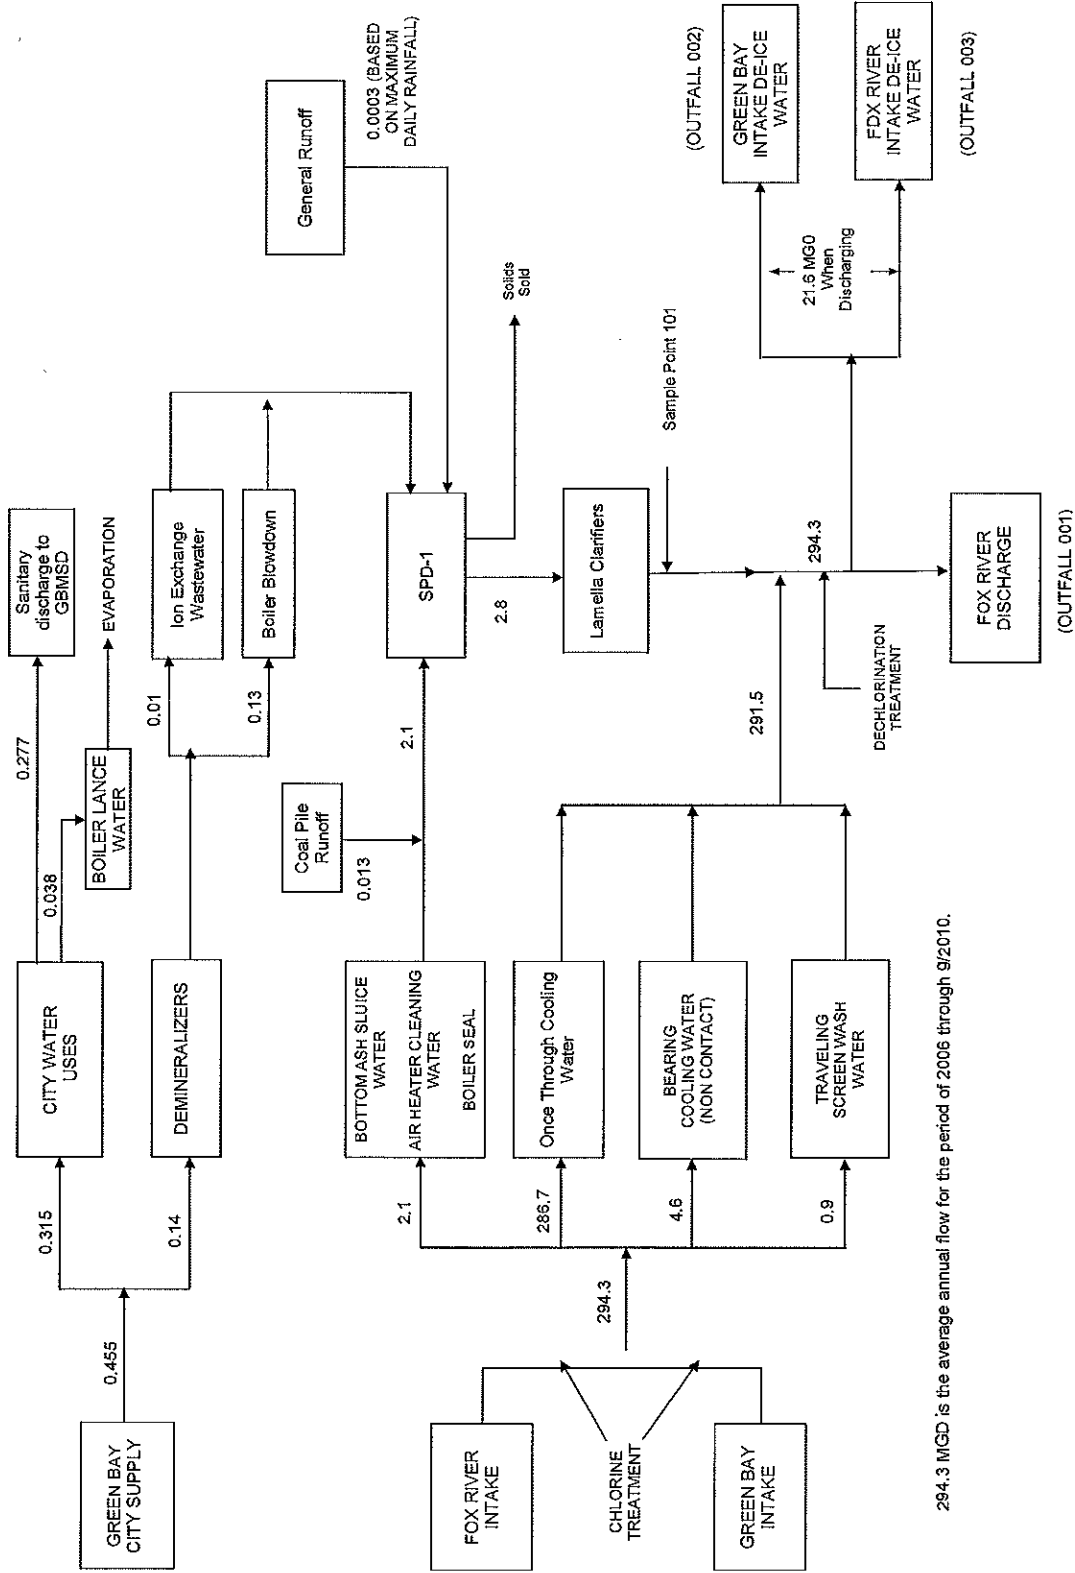 GREEN BAY
CITY SUPPLY
0.455
0.315
0.14
CITY WATER
USES
DEMINERALIZERS
0.277
0.038
BOILER LANCE
WATER
EVAPORATION
Sanitary
discharge to
GBMSD
0.01
0.13
Ion Exchange
Wastewater
Boiler Blowdown
General Runoff
0.0003 (BASED
ON MAXIMUM
DAILY RAINFALL)
FOX RIVER
INTAKE
CHLORINE
TREATMENT
GREEN BAY
INTAKE
294.3
2.1
286.7
4.6
0.9
BOTTOM ASH SLUICE
WATER
AIR HEATER CLEANING
WATER
BOILER SEAL
Once Through Cooling
Water
BEARING
COOLING WATER
(NON CONTACT)
TRAVELING
SCREEN WASH
WATER
Coal Pile
Runoff
0.013
2.1
SPD-1
Solids
Sold
2.8
Lamella Clarifiers
Sample Point 101
291.5
294.3
DECHLORINATION
TREATMENT
FOX RIVER
DISCHARGE
(OUTFALL 001)
21.6 MG0
When
Discharging
(OUTFALL 002)
GREEN BAY
INTAKE DE-ICE
WATER
FDX RIVER
INTAKE DE-ICE
WATER
(OUTFALL 003)
294.3 MGD is the average annual flow for the period of 2006 through 9/2010.